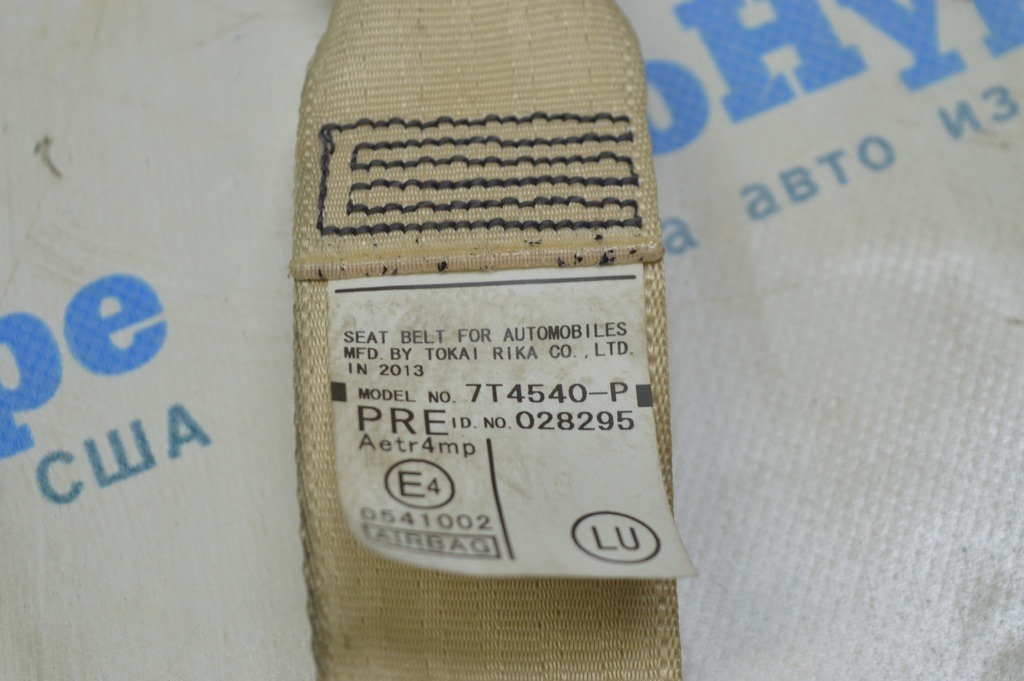 SEAT BELT FOR AUTOMOBILES
MFD. BY TOKAI RIKA CO., LTD.
IN 2013
MODEL NO. 7T4540-P
PRE ID. NO. 028295
Aetr4mp
E4
0541002
AIRBAG
LU
авто из
США